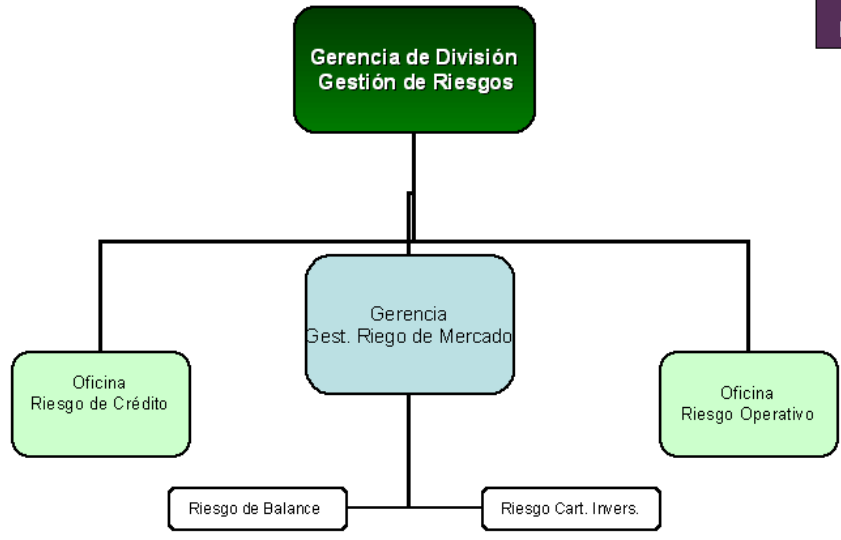 Gerencia de División
Gestión de Riesgos
Gerencia
Gest. Riego de Mercado
Oficina
Riesgo de Crédito
Oficina
Riesgo Operativo
Riesgo de Balance
Riesgo Cart. Invers.